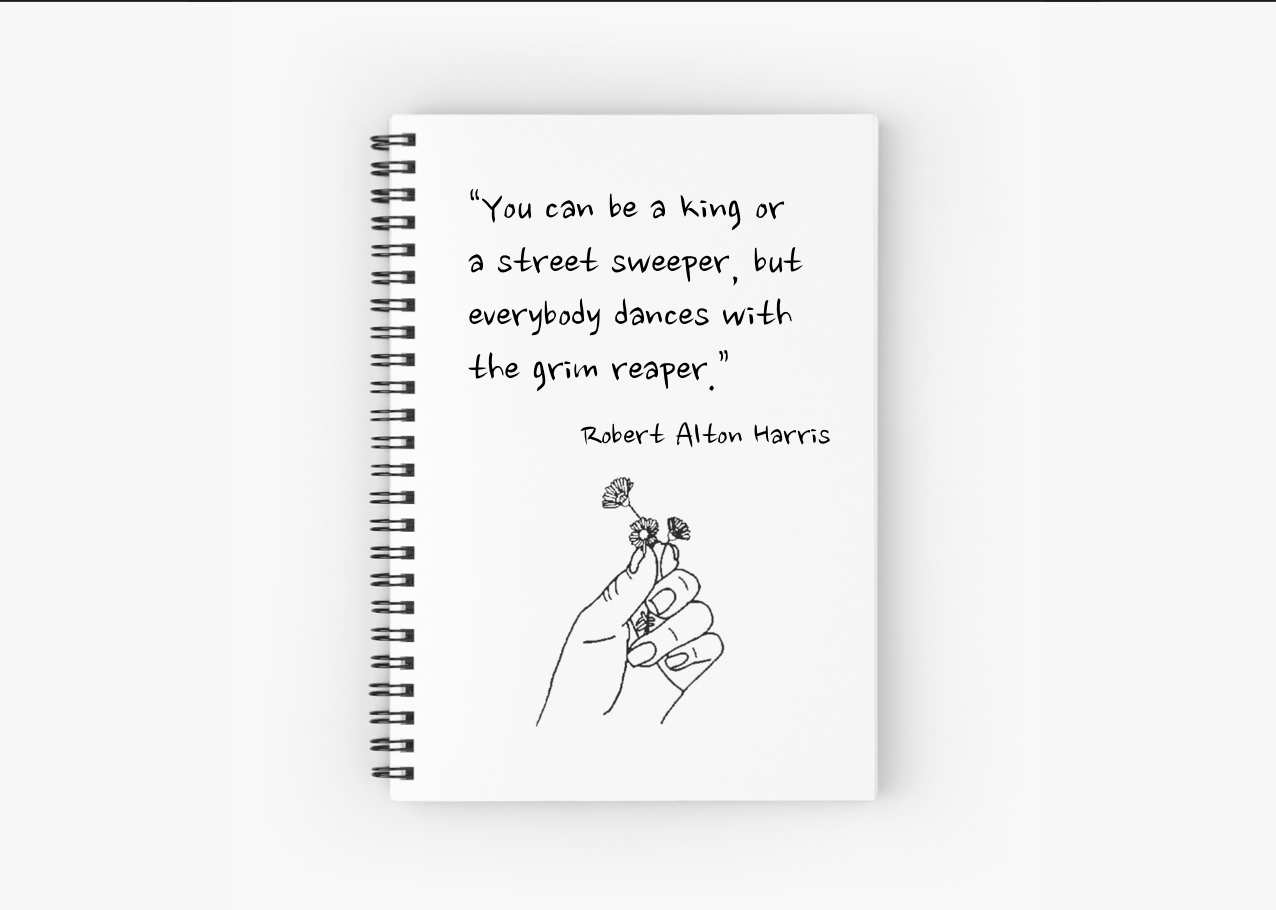 “You can be a king or
a street sweeper, but
everybody dances with
the grim reaper.”
Robert Alton Harris